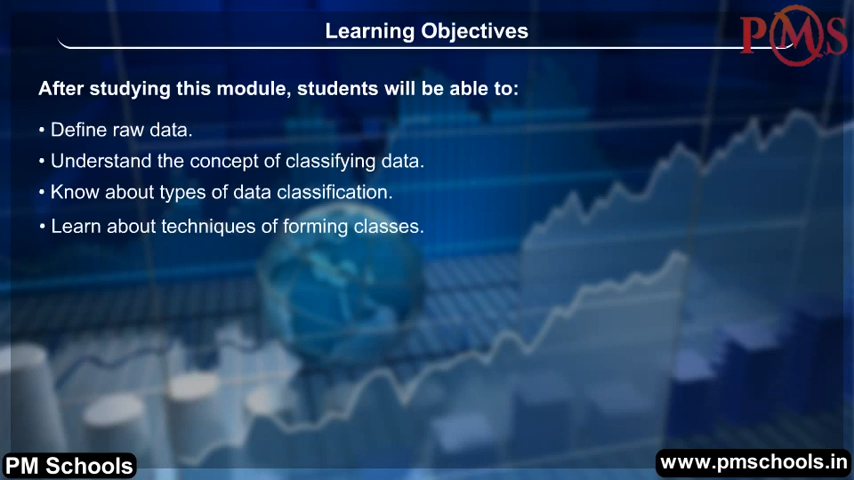 Learning Objectives
PMS
After studying this module, students will be able to:
• Define raw data.
• Understand the concept of classifying data.
• Know about types of data classification.
• Learn about techniques of forming classes.
PM Schools
www.pmschools.in